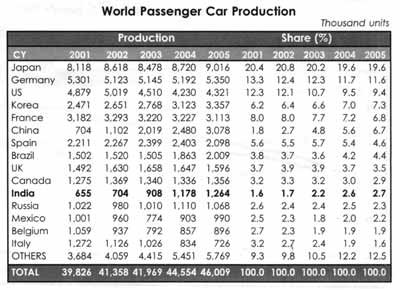 World Passenger Car Production
Thousand units
Production Share (%)
CY 2001 2002 2003 2004 2005 2001 2002 2003 2004 2005
Japan 8,118 8,618 8,478 8,720 9,016 20.4 20.8 20.2 19.6 19.6
Germany 5,301 5,123 5,145 5,192 5,350 13.3 12.4 12.3 11.7 11.6
US 4,879 5,019 4,510 4,230 4,321 12.3 12.1 10.7 9.5 9.4
Korea 2,471 2,651 2,768 3,123 3,357 6.2 6.4 6.6 7.0 7.3
France 3,182 3,293 3,220 3,227 3,113 8.0 8.0 7.7 7.2 6.8
China 704 1,102 2,019 2,480 3,078 1.8 2.7 4.8 5.6 6.7
Spain 2,211 2,267 2,399 2,403 2,098 5.6 5.5 5.7 5.4 4.6
Brazil 1,502 1,520 1,505 1,863 2,009 3.8 3.7 3.6 4.2 4.4
UK 1,492 1,630 1,658 1,647 1,596 3.7 3.9 3.9 3.7 3.5
Canada 1,275 1,369 1,340 1,336 1,356 3.2 3.3 3.2 3.0 2.9
India 655 704 908 1,178 1,264 1.6 1.7 2.2 2.6 2.7
Russia 1,022 980 1,010 1,110 1,068 2.6 2.4 2.4 2.5 2.3
Mexico 1,001 960 774 903 990 2.5 2.3 1.8 2.0 2.2
Belgium 1,059 937 792 857 896 2.7 2.3 1.9 1.9 1.9
Italy 1,272 1,126 1,026 834 726 3.2 2.7 2.4 1.9 1.6
OTHERS 3,684 4,059 4,415 5,451 5,769 9.3 9.8 10.5 12.2 12.5
TOTAL 39,826 41,358 41,969 44,554 46,009 100.0 100.0 100.0 100.0 100.0